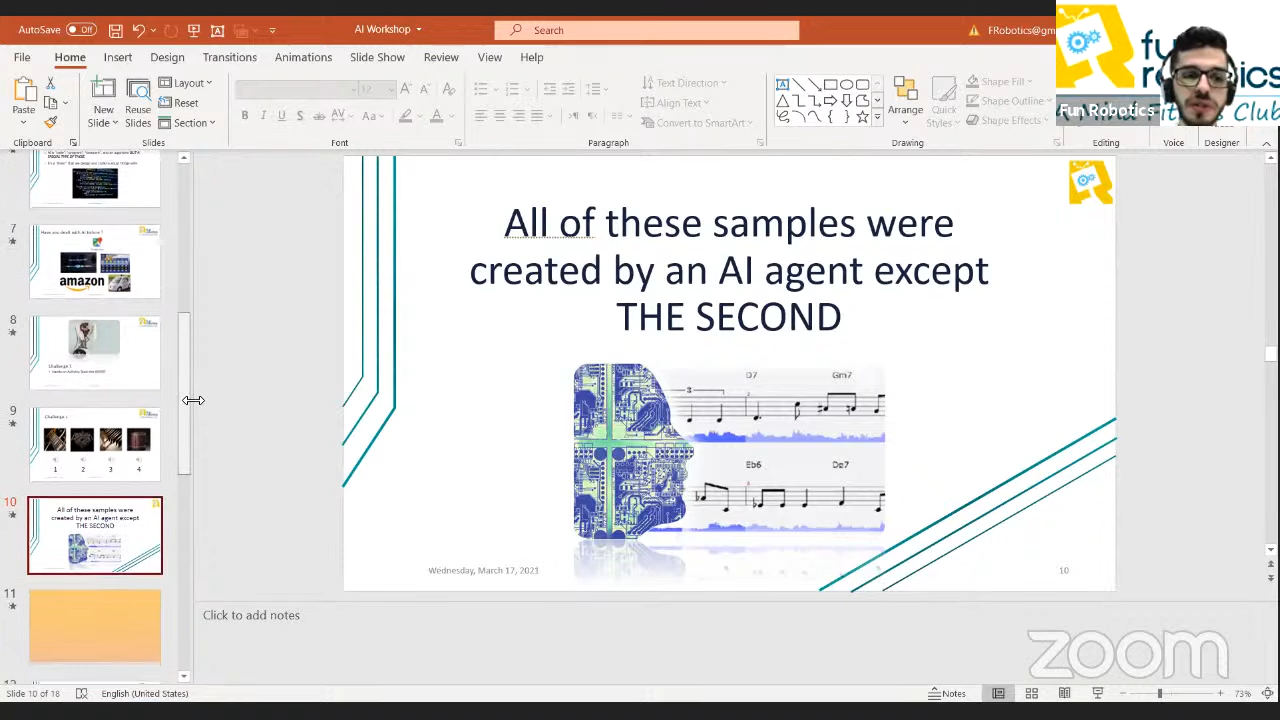 AutoSave
Off
AI Workshop
Search
FRobotics@gm
File
Home
Insert
Design
Transitions
Animations
Slide Show
Review
View
Help
Paste
New
Slide
Reuse
Slides
Layout
Reset
Section
Text Direction
Align Text
Convert to SmartArt
Arrange
Quick
Styles
Shape Fill
Shape Outline
Shape Effects
Clipboard
Slides
Font
Paragraph
Drawing
Editing
Voice
Designer
Fun Robotics
7
Have you dealt with AI before ?
amazon
8
Challenge 1
9
Challenge 2
1
2
3
4
10
All of these samples were
created by an AI agent except
THE SECOND
11
All of these samples were
created by an AI agent except
THE SECOND
D7
Gm7
3
2
Eb6
Wednesday, March 17, 2021
10
Click to add notes
zoom
Slide 10 of 18
English (United States)
Notes
73%